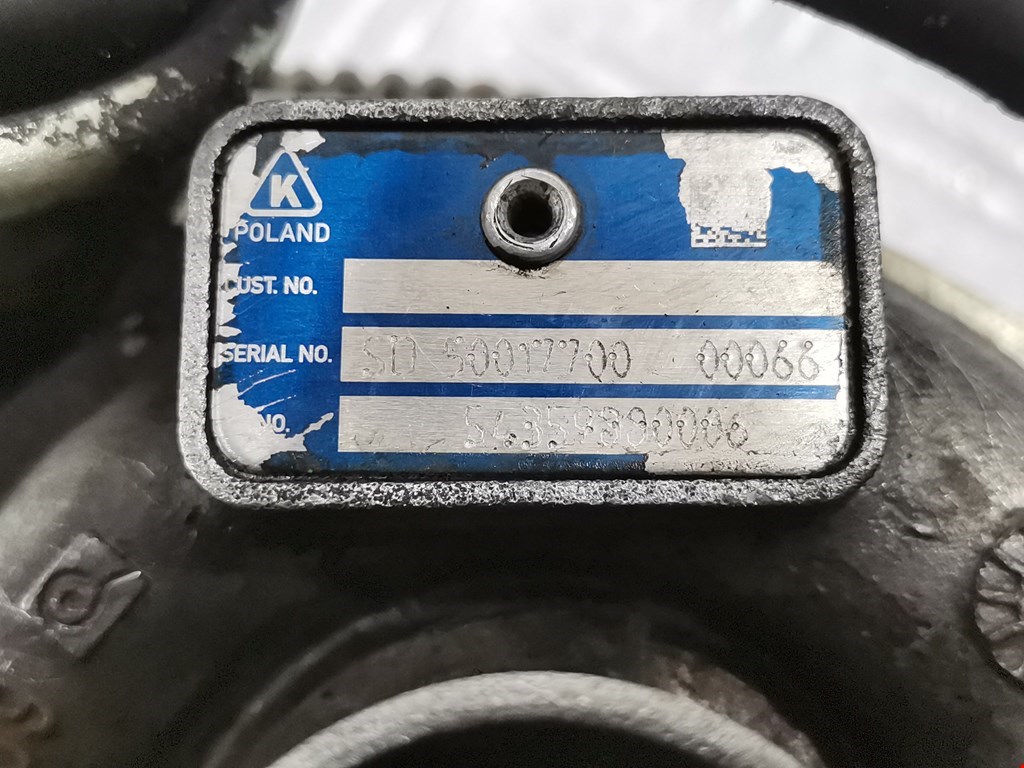 K
POLAND
CUST. NO.
SERIAL NO. SD 50017700 00066
NO. 54359880006